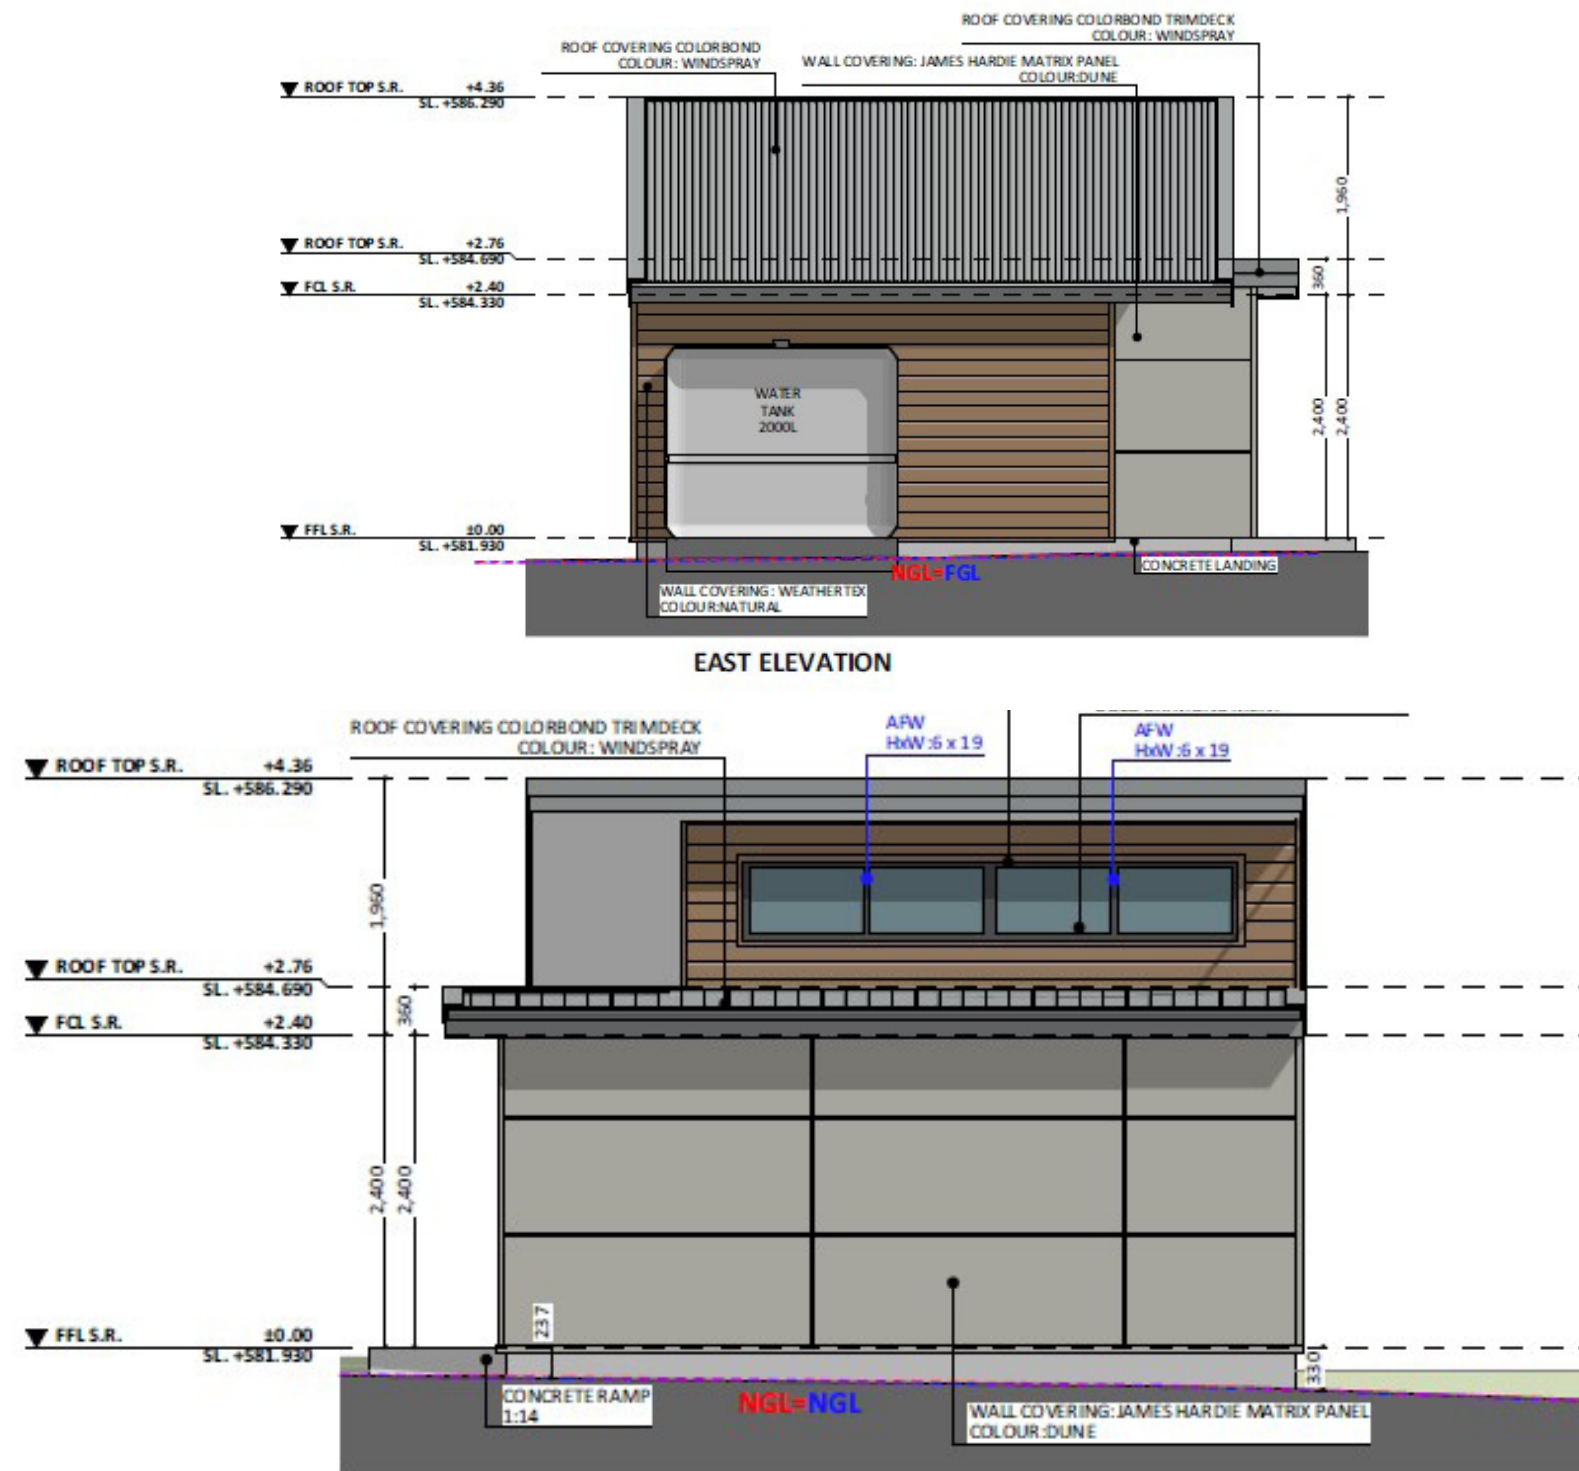 ROOF COVERING COLORBOND TRIMDECK
COLOUR: WINDSPRAY
ROOF COVERING COLORBOND
COLOUR: WINDSPRAY
WALL COVERING: JAMES HARDIE MATRIX PANEL
COLOUR:DUNE
ROOF TOP S.R. +4.36
SL. +586.290
1,960
ROOF TOP S.R. +2.76
SL. +584.690
360
FCL S.R. +2.40
SL. +584.330
WATER
TANK
2000L
2,400
2,400
FFL S.R. ±0.00
SL. +581.930
NGL=FGL
CONCRETE LANDING
WALL COVERING: WEATHERTEX
COLOUR:NATURAL
EAST ELEVATION
ROOF COVERING COLORBOND TRIMDECK
COLOUR: WINDSPRAY
AFW
HxW:6 x 19
AFW
HxW:6 x 19
ROOF TOP S.R. +4.36
SL. +586.290
1,960
ROOF TOP S.R. +2.76
SL. +584.690
360
FCL S.R. +2.40
SL. +584.330
2,400
2,400
237
FFL S.R. ±0.00
SL. +581.930
330
CONCRETE RAMP
1:14
NGL=NGL
WALL COVERING:JAMES HARDIE MATRIX PANEL
COLOUR:DUNE